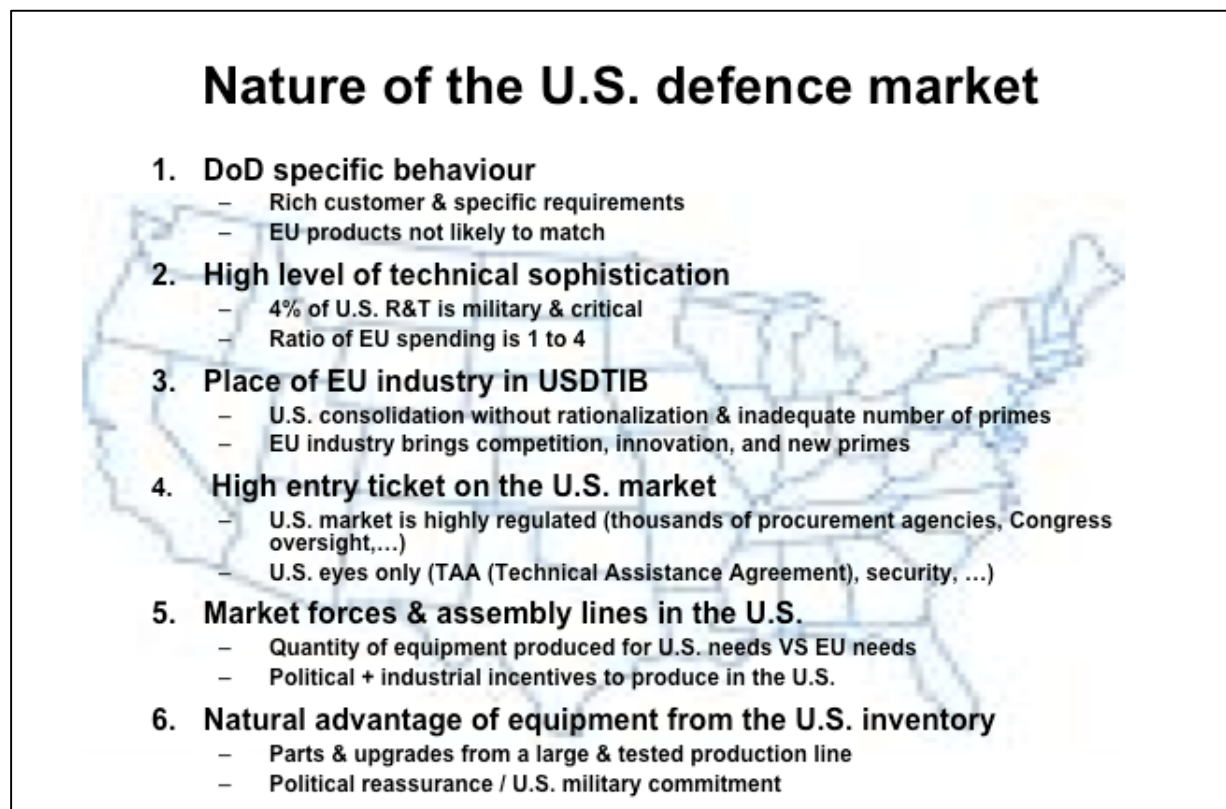 Nature of the U.S. defence market
1. DoD specific behaviour
– Rich customer & specific requirements
– EU products not likely to match
2. High level of technical sophistication
– 4% of U.S. R&T is military & critical
– Ratio of EU spending is 1 to 4
3. Place of EU industry in USDTIB
– U.S. consolidation without rationalization & inadequate number of primes
– EU industry brings competition, innovation, and new primes
4. High entry ticket on the U.S. market
– U.S. market is highly regulated (thousands of procurement agencies, Congress
oversight,…)
– U.S. eyes only (TAA (Technical Assistance Agreement), security, …)
5. Market forces & assembly lines in the U.S.
– Quantity of equipment produced for U.S. needs VS EU needs
– Political + industrial incentives to produce in the U.S.
6. Natural advantage of equipment from the U.S. inventory
– Parts & upgrades from a large & tested production line
– Political reassurance / U.S. military commitment